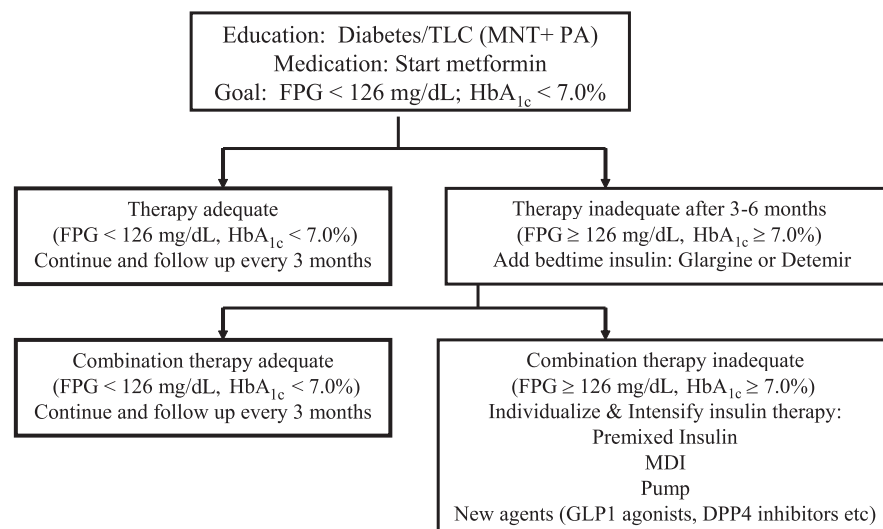 Education: Diabetes/TLC (MNT+ PA)
Medication: Start metformin
Goal: FPG < 126 mg/dL; HbA1c < 7.0%
Therapy adequate
(FPG < 126 mg/dL, HbA1c < 7.0%)
Continue and follow up every 3 months
Therapy inadequate after 3-6 months
(FPG ≥ 126 mg/dL, HbA1c ≥ 7.0%)
Add bedtime insulin: Glargine or Detemir
Combination therapy adequate
(FPG < 126 mg/dL, HbA1c < 7.0%)
Continue and follow up every 3 months
Combination therapy inadequate
(FPG ≥ 126 mg/dL, HbA1c ≥ 7.0%)
Individualize & Intensify insulin therapy:
Premixed Insulin
MDI
Pump
New agents (GLP1 agonists, DPP4 inhibitors etc)